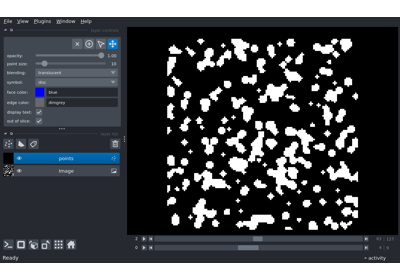 File View Plugins Window Help
opacity: 1.00
point size: 10
blending: translucent
symbol: disc
face color: blue
edge color: dimgrey
display text:
out of slice:
points
Image
Ready
activity